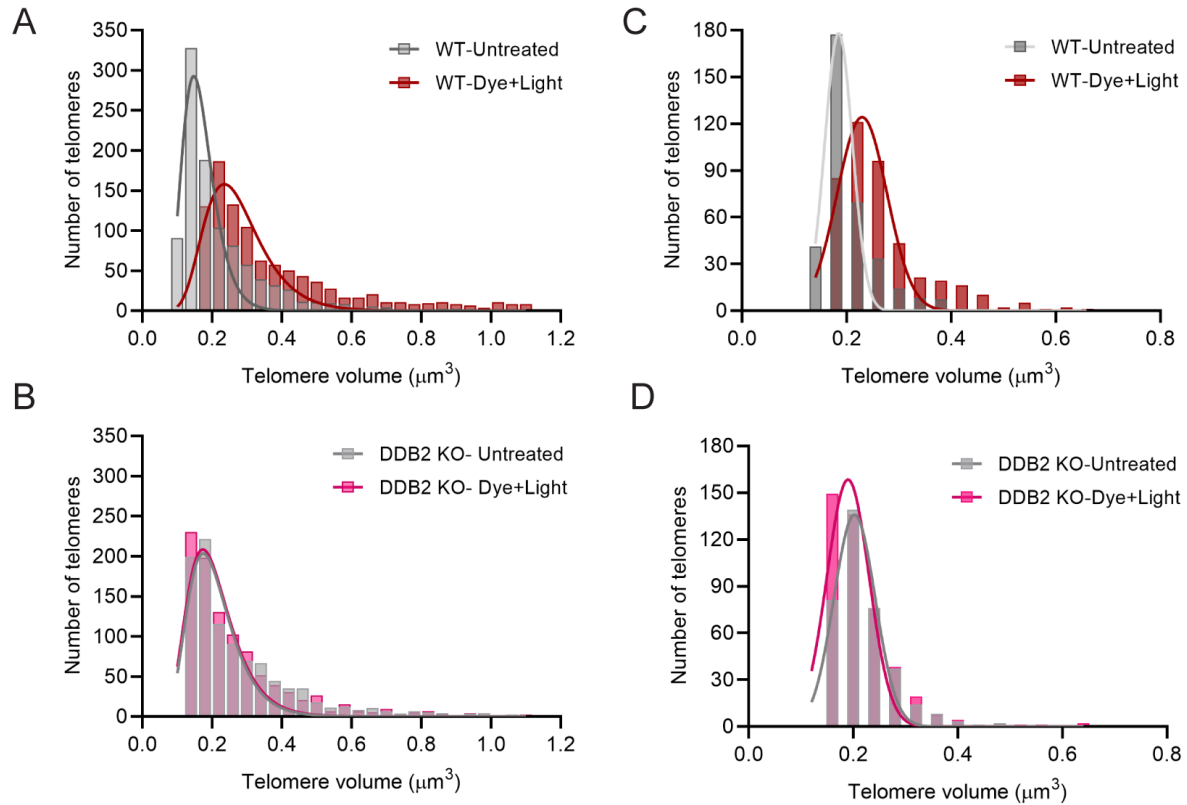 A
350
300
250
200
150
100
50
0
Number of telomeres
WT-Untreated
WT-Dye+Light
0.0 0.2 0.4 0.6 0.8 1.0 1.2
Telomere volume (μm³)
C
180
150
120
90
60
30
0
Number of telomeres
WT-Untreated
WT-Dye+Light
0.0 0.2 0.4 0.6 0.8
Telomere volume (μm³)
B
350
300
250
200
150
100
50
0
Number of telomeres
DDB2 KO- Untreated
DDB2 KO- Dye+Light
0.0 0.2 0.4 0.6 0.8 1.0 1.2
Telomere volume (μm³)
D
180
150
120
90
60
30
0
Number of telomeres
DDB2 KO-Untreated
DDB2 KO-Dye+Light
0.0 0.2 0.4 0.6 0.8
Telomere volume (μm³)